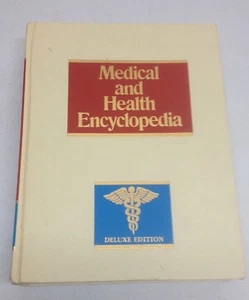 Medical
and
Health
Encyclopedia
DELUXE EDITION